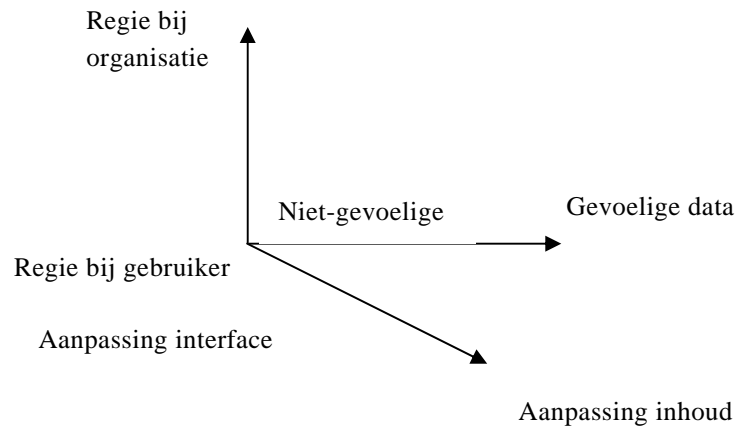 Regie bij
organisatie
Niet-gevoelige
Gevoelige data
Regie bij gebruiker
Aanpassing interface
Aanpassing inhoud